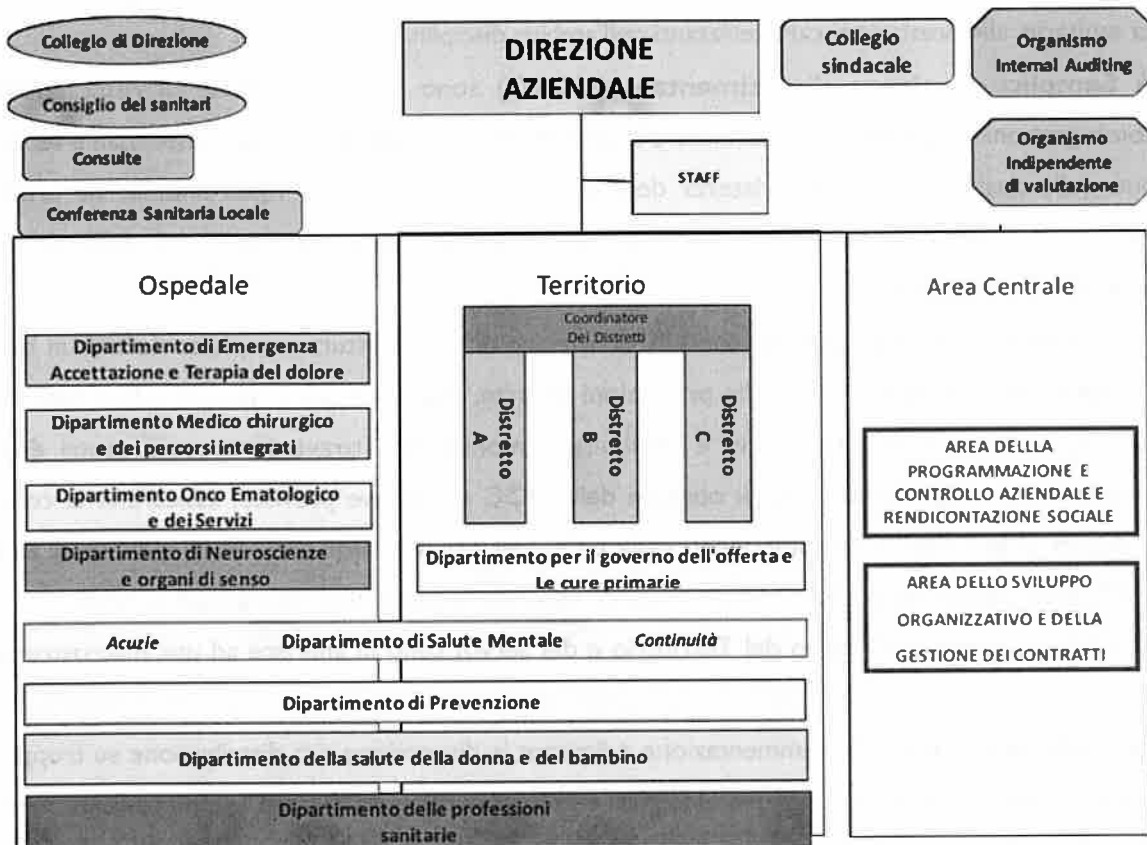 Collegio di Direzione
Consiglio dei sanitari
Consulte
Conferenza Sanitaria Locale
DIREZIONE
AZIENDALE
STAFF
Collegio
sindacale
Organismo
Internal Auditing
Organismo
Indipendente
di valutazione
Ospedale
Dipartimento di Emergenza
Accettazione e Terapia del dolore
Dipartimento Medico chirurgico
e dei percorsi integrati
Dipartimento Onco Ematologico
e dei Servizi
Dipartimento di Neuroscienze
e organi di senso
Territorio
Coordinatore
Dei Distretti
Distretto
A
Distretto
B
Distretto
C
Dipartimento per il governo dell'offerta e
Le cure primarie
Acuzie Dipartimento di Salute Mentale Continuità
Dipartimento di Prevenzione
Dipartimento della salute della donna e del bambino
Dipartimento delle professioni
sanitarie
Area Centrale
AREA DELLLA
PROGRAMMAZIONE E
CONTROLLO AZIENDALE E
RENDICONTAZIONE SOCIALE
AREA DELLO SVILUPPO
ORGANIZZATIVO E DELLA
GESTIONE DEI CONTRATTI